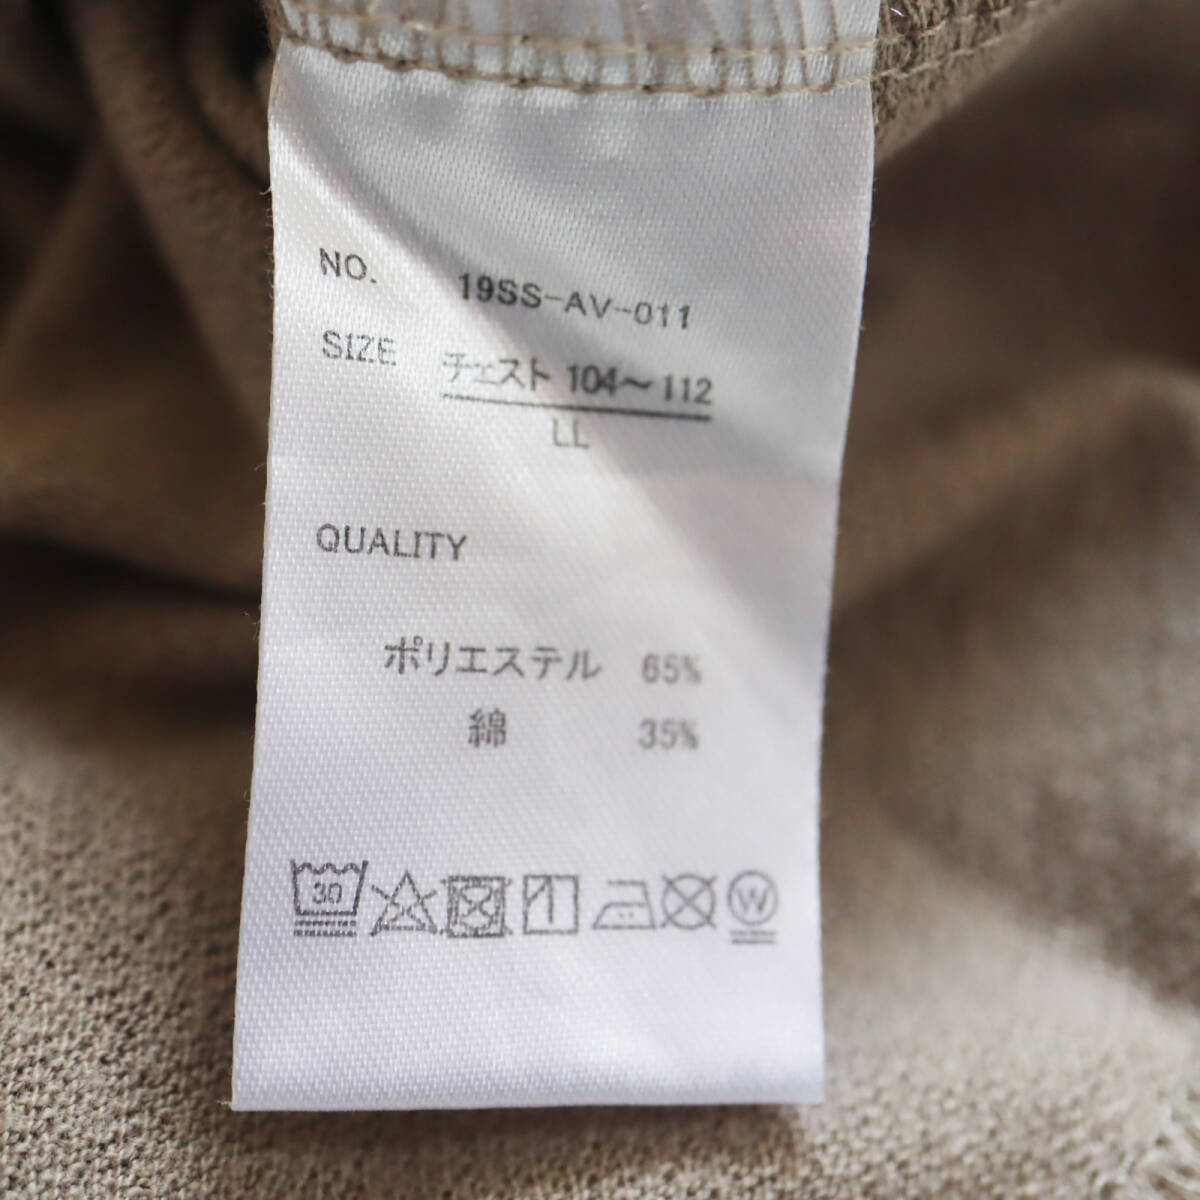 NO. 19SS-AV-011
SIZE チェスト 104～112
LL
QUALITY
ポリエステル 65%
綿 35%
30 W